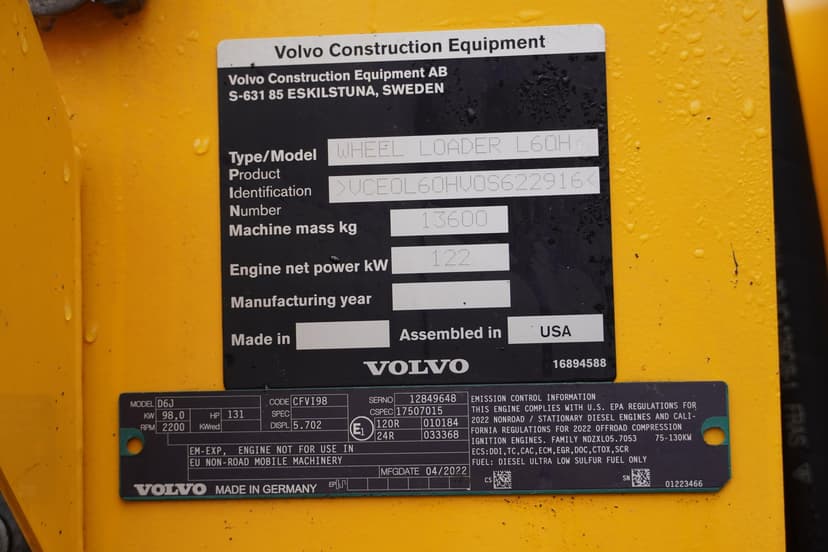 Volvo Construction Equipment
Volvo Construction Equipment AB
S-631 85 ESKILSTUNA, SWEDEN
Type/Model WHEEL LOADER L60H
Product
Identification >VCE0L60HV0S622916<
Number
Machine mass kg 13600
Engine net power kW 122
Manufacturing year
Made in Assembled in USA
VOLVO 16894588
MODEL D6J CODE CFVI98 SERNO 12849648
KW 98,0 HP 131 SPEC CSPEC 17507015
RPM 2200 KWred DISPL 5.702 E1 120R 010184
24R 033368
EM-EXP, ENGINE NOT FOR USE IN
EU NON-ROAD MOBILE MACHINERY
MFGDATE 04/2022
VOLVO MADE IN GERMANY
EMISSION CONTROL INFORMATION
THIS ENGINE COMPLIES WITH U.S. EPA REGULATIONS FOR
2022 NONROAD / STATIONARY DIESEL ENGINES AND CALI-
FORNIA REGULATIONS FOR 2022 OFFROAD COMPRESSION
IGNITION ENGINES. FAMILY NDZXL05.7053 75-130KW
ECS:DDI,TC,CAC,ECM,EGR,DOC,CTOX,SCR
FUEL: DIESEL ULTRA LOW SULFUR FUEL ONLY
CS SN 01223466